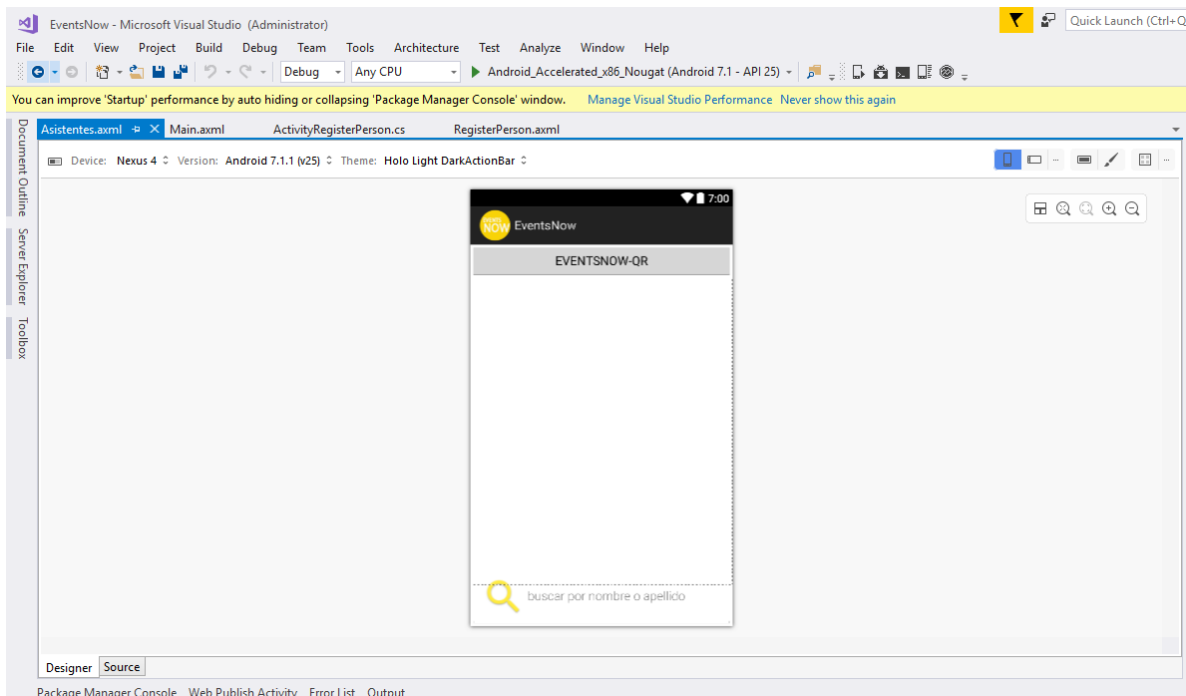 EventsNow - Microsoft Visual Studio (Administrator)
Quick Launch (Ctrl+Q
File Edit View Project Build Debug Team Tools Architecture Test Analyze Window Help
Debug Any CPU Android_Accelerated_x86_Nougat (Android 7.1 - API 25)
You can improve 'Startup' performance by auto hiding or collapsing 'Package Manager Console' window. Manage Visual Studio Performance Never show this again
Asistentes.axml Main.axml ActivityRegisterPerson.cs RegisterPerson.axml
Device: Nexus 4 Version: Android 7.1.1 (v25) Theme: Holo Light DarkActionBar
Document Outline
Server Explorer
Toolbox
7:00
EVENTS
NOW
EventsNow
EVENTSNOW-QR
buscar por nombre o apellido
Designer Source
Package Manager Console Web Publish Activity Error List Output